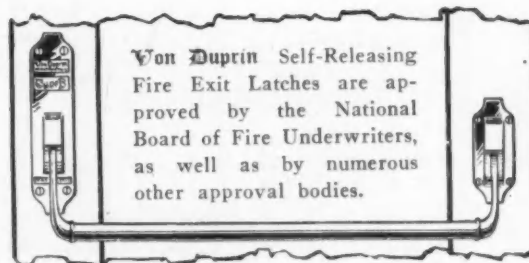 Von Duprin Self-Releasing
Fire Exit Latches are ap-
proved by the National
Board of Fire Underwriters,
as well as by numerous
other approval bodies.